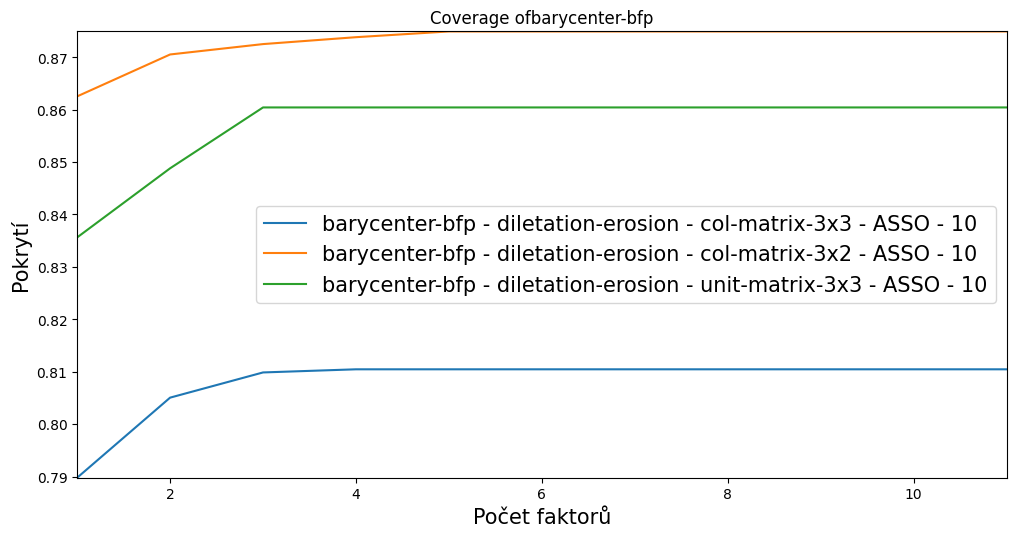 Coverage ofbarycenter-bfp
0.87
0.86
0.85
0.84
0.83
0.82
0.81
0.80
0.79
Pokrytí
barycenter-bfp - diletation-erosion - col-matrix-3x3 - ASSO - 10
barycenter-bfp - diletation-erosion - col-matrix-3x2 - ASSO - 10
barycenter-bfp - diletation-erosion - unit-matrix-3x3 - ASSO - 10
2 4 6 8 10
Počet faktorů